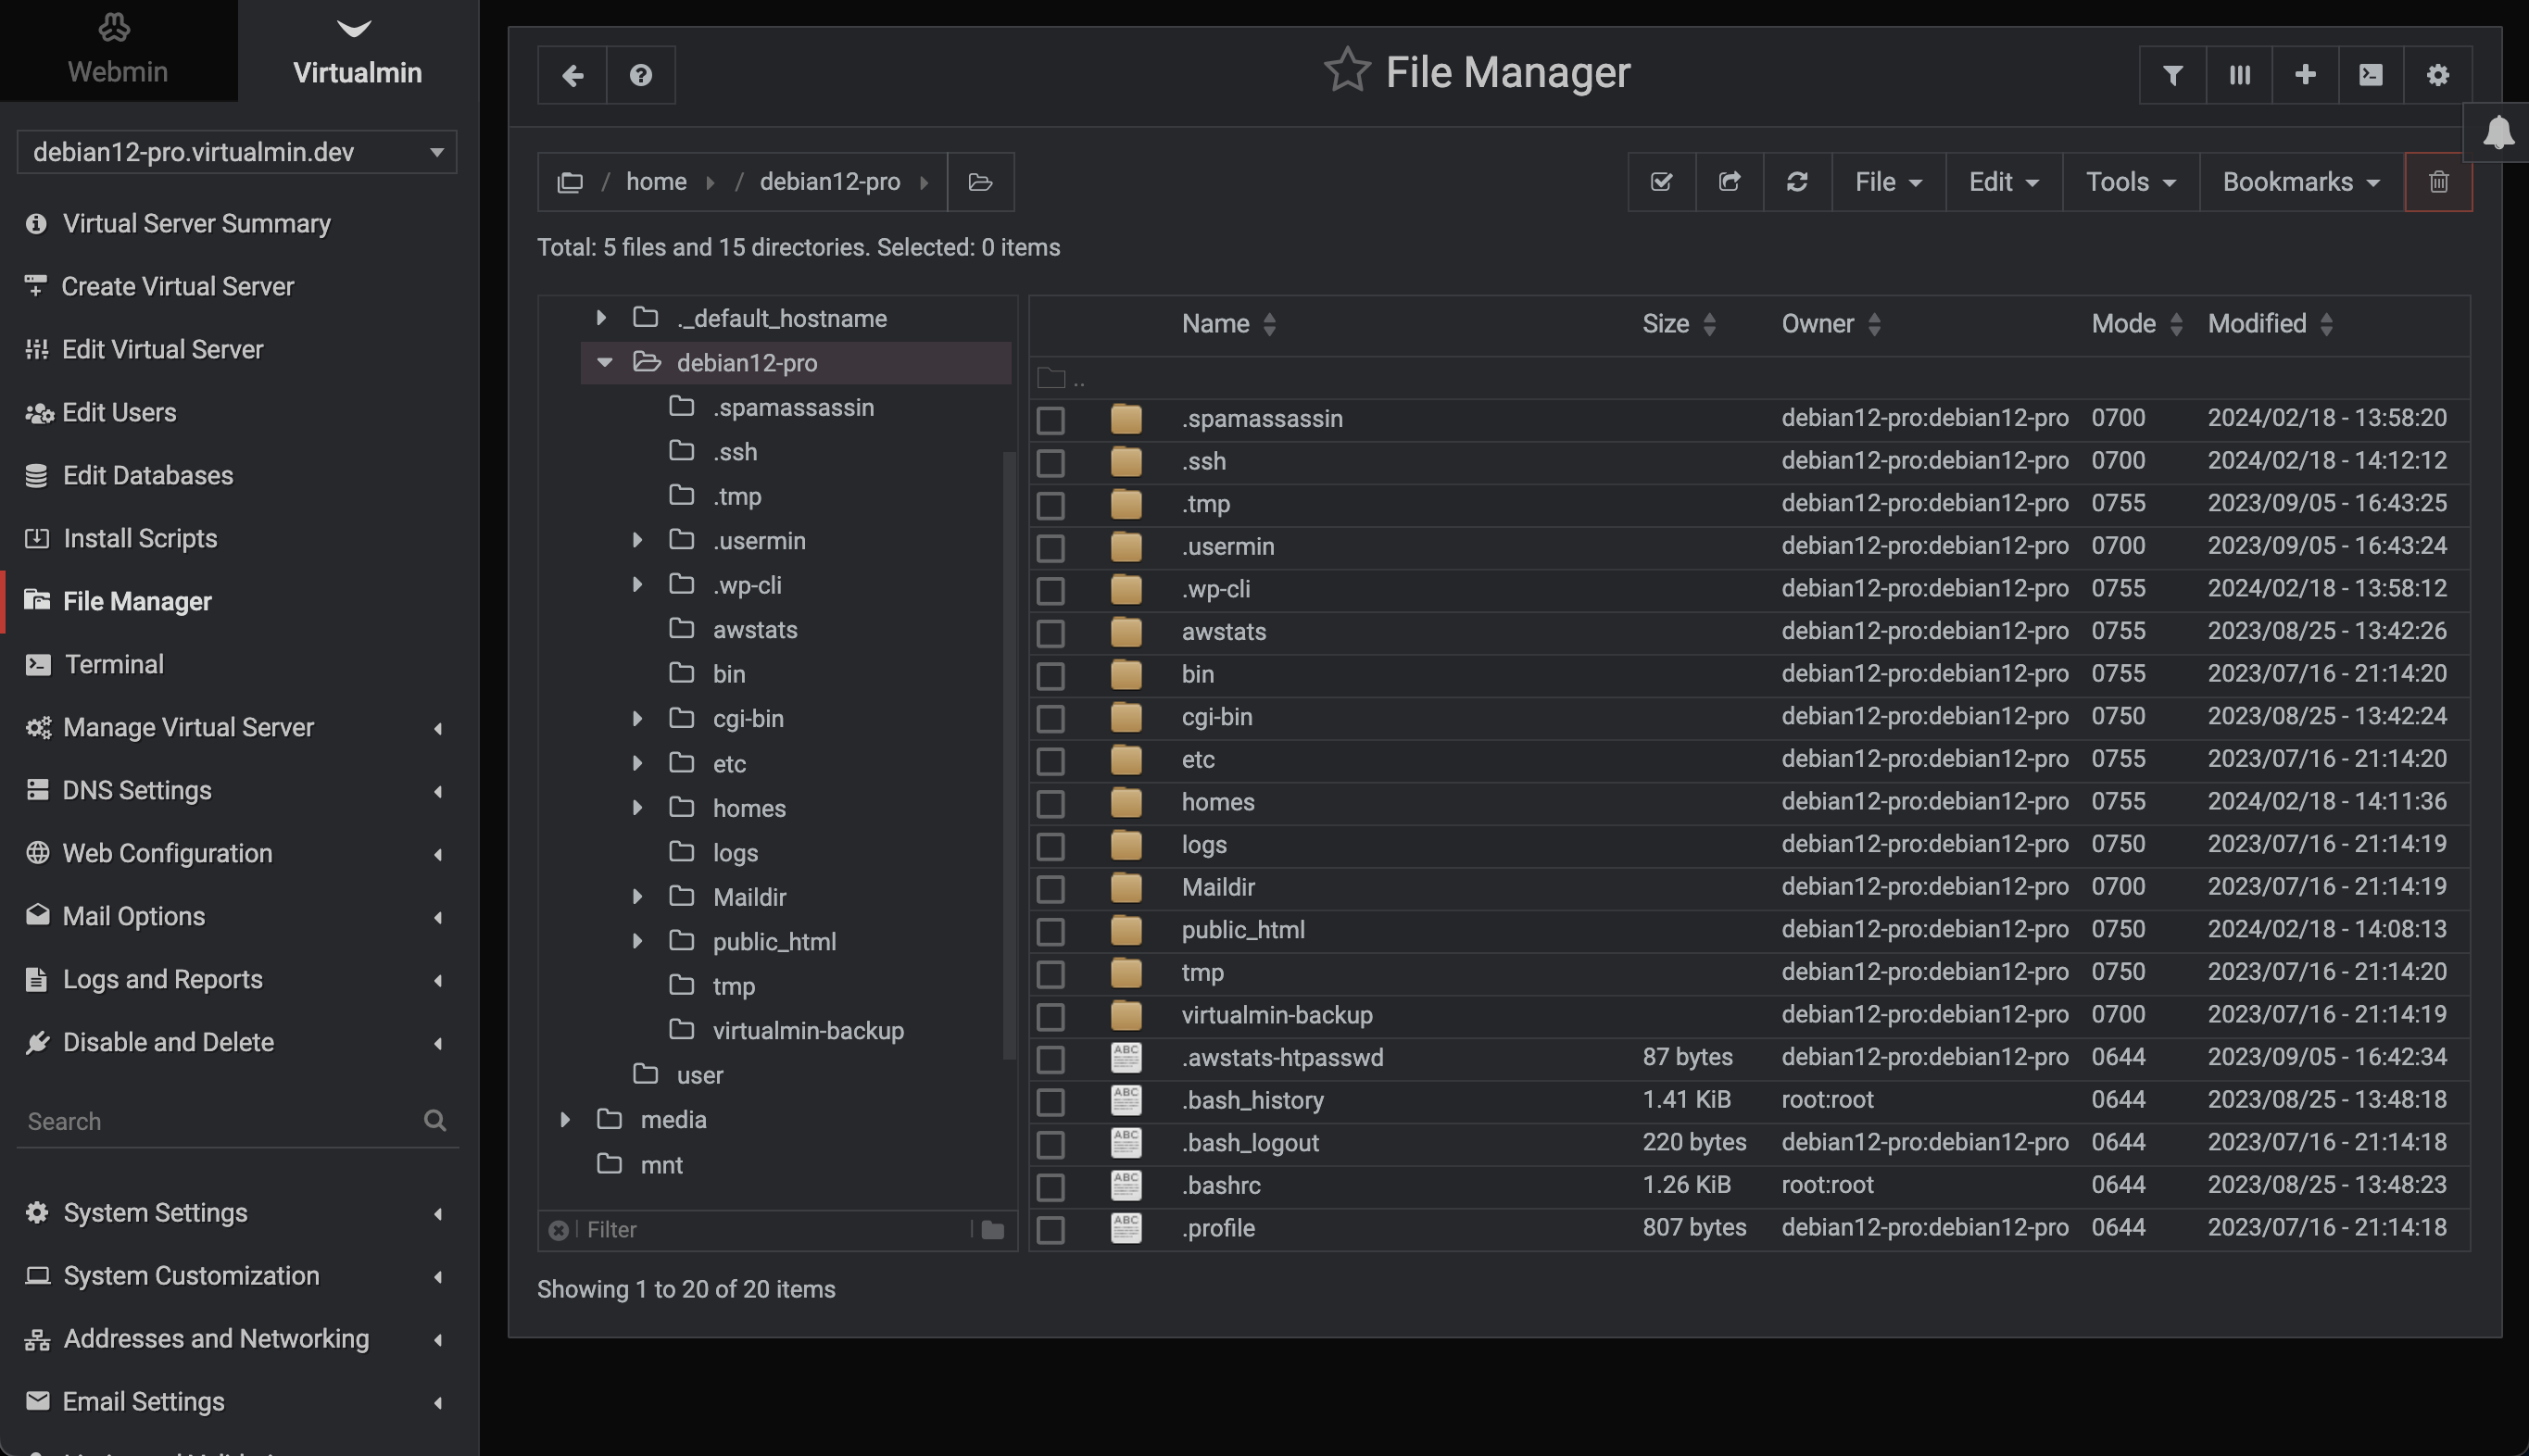 Webmin
Virtualmin
debian12-pro.virtualmin.dev
Virtual Server Summary
Create Virtual Server
Edit Virtual Server
Edit Users
Edit Databases
Install Scripts
File Manager
Terminal
Manage Virtual Server
DNS Settings
Web Configuration
Mail Options
Logs and Reports
Disable and Delete
Search
System Settings
System Customization
Addresses and Networking
Email Settings
File Manager
/ home / debian12-pro
File Edit Tools Bookmarks
Total: 5 files and 15 directories. Selected: 0 items
._default_hostname
debian12-pro
.spamassassin
.ssh
.tmp
.usermin
.wp-cli
awstats
bin
cgi-bin
etc
homes
logs
Maildir
public_html
tmp
virtualmin-backup
user
media
mnt
Filter
Name Size Owner Mode Modified
..
.spamassassin debian12-pro:debian12-pro 0700 2024/02/18 - 13:58:20
.ssh debian12-pro:debian12-pro 0700 2024/02/18 - 14:12:12
.tmp debian12-pro:debian12-pro 0755 2023/09/05 - 16:43:25
.usermin debian12-pro:debian12-pro 0700 2023/09/05 - 16:43:24
.wp-cli debian12-pro:debian12-pro 0755 2024/02/18 - 13:58:12
awstats debian12-pro:debian12-pro 0755 2023/08/25 - 13:42:26
bin debian12-pro:debian12-pro 0755 2023/07/16 - 21:14:20
cgi-bin debian12-pro:debian12-pro 0750 2023/08/25 - 13:42:24
etc debian12-pro:debian12-pro 0755 2023/07/16 - 21:14:20
homes debian12-pro:debian12-pro 0755 2024/02/18 - 14:11:36
logs debian12-pro:debian12-pro 0750 2023/07/16 - 21:14:19
Maildir debian12-pro:debian12-pro 0700 2023/07/16 - 21:14:19
public_html debian12-pro:debian12-pro 0750 2024/02/18 - 14:08:13
tmp debian12-pro:debian12-pro 0750 2023/07/16 - 21:14:20
virtualmin-backup debian12-pro:debian12-pro 0700 2023/07/16 - 21:14:19
ABC .awstats-htpasswd 87 bytes debian12-pro:debian12-pro 0644 2023/09/05 - 16:42:34
ABC .bash_history 1.41 KiB root:root 0644 2023/08/25 - 13:48:18
ABC .bash_logout 220 bytes debian12-pro:debian12-pro 0644 2023/07/16 - 21:14:18
ABC .bashrc 1.26 KiB root:root 0644 2023/08/25 - 13:48:23
ABC .profile 807 bytes debian12-pro:debian12-pro 0644 2023/07/16 - 21:14:18
Showing 1 to 20 of 20 items